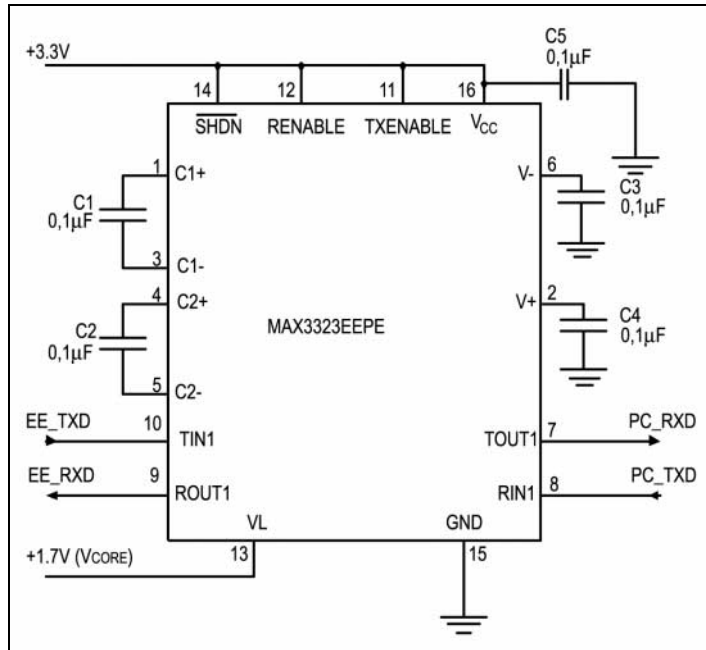 +3.3V
C5
0,1µF
14
12
11
16
SHDN
RENABLE
TXENABLE
VCC
1
C1+
V-
6
C1
0,1µF
C3
0,1µF
3
C1-
4
C2+
V+
2
MAX3323EEPE
C2
0,1µF
C4
0,1µF
5
C2-
EE_TXD
10
TIN1
TOUT1
7
PC_RXD
EE_RXD
9
ROUT1
RIN1
8
PC_TXD
VL
GND
+1.7V (VCORE)
13
15